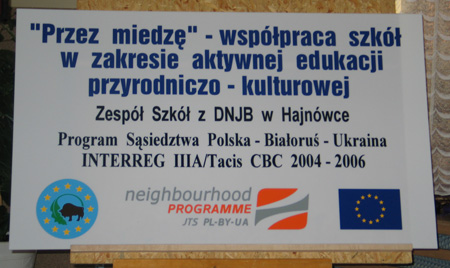 "Przez miedzę" - współpraca szkół
w zakresie aktywnej edukacji
przyrodniczo - kulturowej
Zespół Szkół z DNJB w Hajnówce
Program Sąsiedztwa Polska - Białoruś - Ukraina
INTERREG IIIA/Tacis CBC 2004 - 2006
neighbourhood
PROGRAMME
JTS PL-BY-UA